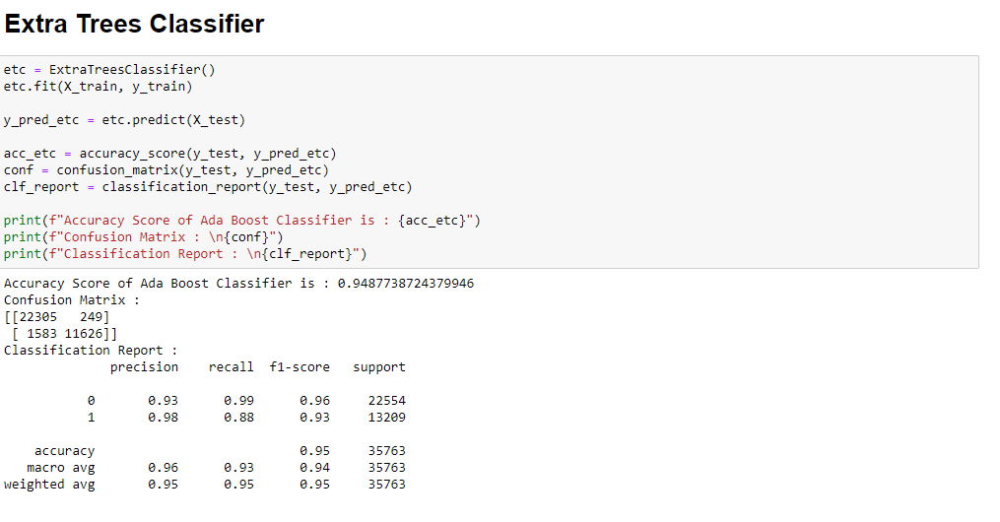 Extra Trees Classifier
etc = ExtraTreesClassifier()
etc.fit(X_train, y_train)
y_pred_etc = etc.predict(X_test)
acc_etc = accuracy_score(y_test, y_pred_etc)
conf = confusion_matrix(y_test, y_pred_etc)
clf_report = classification_report(y_test, y_pred_etc)
print(f"Accuracy Score of Ada Boost Classifier is : {acc_etc}")
print(f"Confusion Matrix : \n{conf}")
print(f"Classification Report : \n{clf_report}")
Accuracy Score of Ada Boost Classifier is : 0.9487738724379946
Confusion Matrix :
[[22305   249]
 [ 1583 11626]]
Classification Report :
              precision    recall  f1-score   support
           0       0.93      0.99      0.96     22554
           1       0.98      0.88      0.93     13209
    accuracy                           0.95     35763
   macro avg       0.96      0.93      0.94     35763
weighted avg       0.95      0.95      0.95     35763